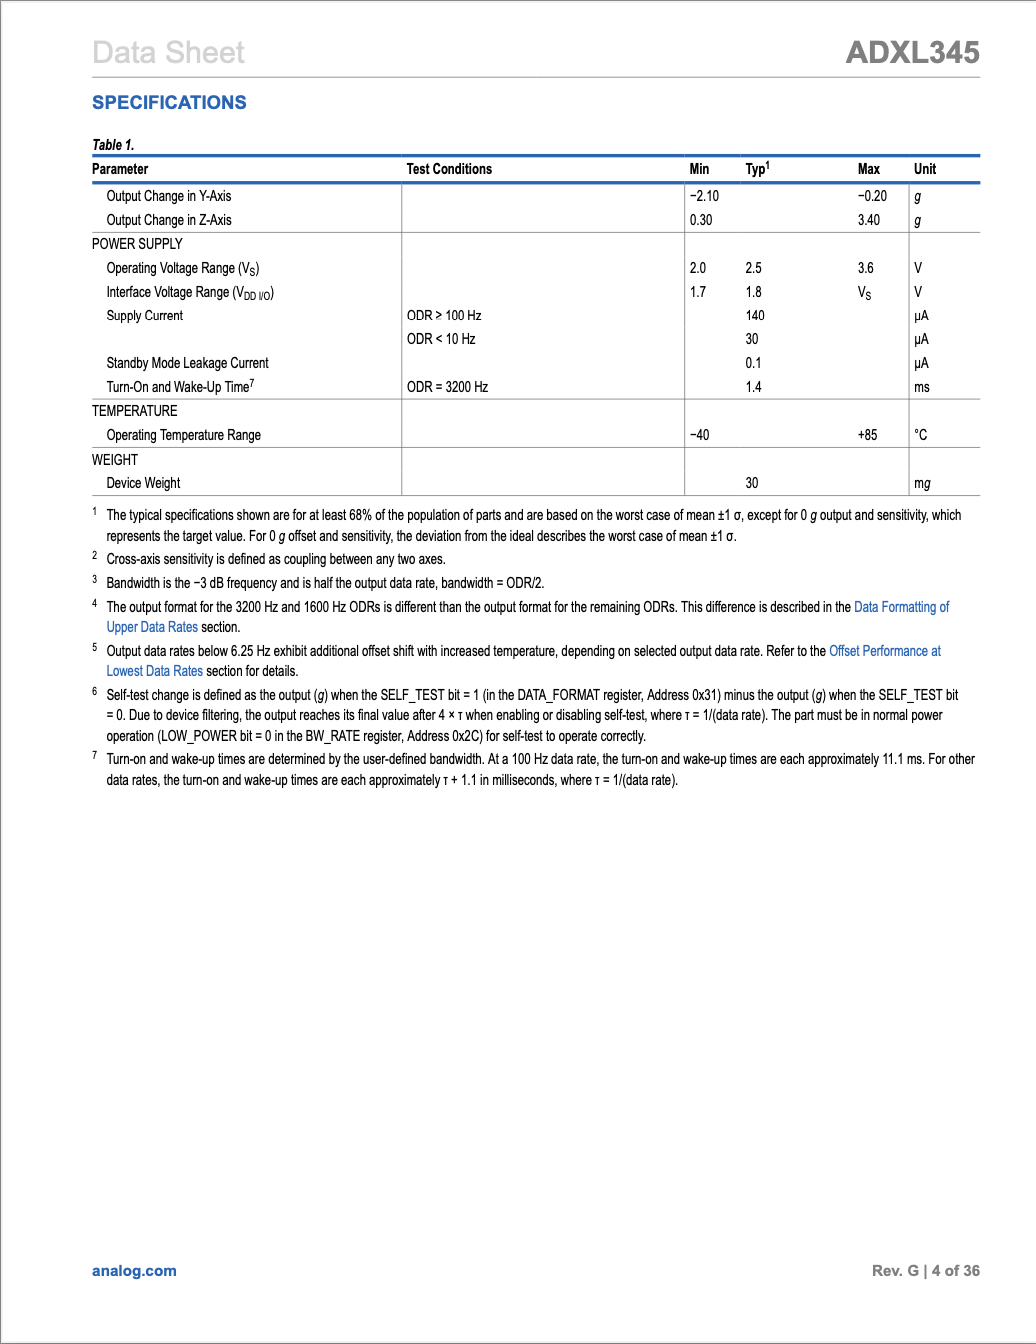 Data Sheet ADXL345
SPECIFICATIONS
Table 1.
Parameter Test Conditions Min Typ1 Max Unit
Output Change in Y-Axis −2.10 −0.20 g
Output Change in Z-Axis 0.30 3.40 g
POWER SUPPLY
Operating Voltage Range (VS) 2.0 2.5 3.6 V
Interface Voltage Range (VDD I/O) 1.7 1.8 VS V
Supply Current ODR ≥ 100 Hz 140 µA
ODR < 10 Hz 30 µA
Standby Mode Leakage Current 0.1 µA
Turn-On and Wake-Up Time7 ODR = 3200 Hz 1.4 ms
TEMPERATURE
Operating Temperature Range −40 +85 °C
WEIGHT
Device Weight 30 mg
1 The typical specifications shown are for at least 68% of the population of parts and are based on the worst case of mean ±1 σ, except for 0 g output and sensitivity, which
represents the target value. For 0 g offset and sensitivity, the deviation from the ideal describes the worst case of mean ±1 σ.
2 Cross-axis sensitivity is defined as coupling between any two axes.
3 Bandwidth is the −3 dB frequency and is half the output data rate, bandwidth = ODR/2.
4 The output format for the 3200 Hz and 1600 Hz ODRs is different than the output format for the remaining ODRs. This difference is described in the Data Formatting of
Upper Data Rates section.
5 Output data rates below 6.25 Hz exhibit additional offset shift with increased temperature, depending on selected output data rate. Refer to the Offset Performance at
Lowest Data Rates section for details.
6 Self-test change is defined as the output (g) when the SELF_TEST bit = 1 (in the DATA_FORMAT register, Address 0x31) minus the output (g) when the SELF_TEST bit
= 0. Due to device filtering, the output reaches its final value after 4 × τ when enabling or disabling self-test, where τ = 1/(data rate). The part must be in normal power
operation (LOW_POWER bit = 0 in the BW_RATE register, Address 0x2C) for self-test to operate correctly.
7 Turn-on and wake-up times are determined by the user-defined bandwidth. At a 100 Hz data rate, the turn-on and wake-up times are each approximately 11.1 ms. For other
data rates, the turn-on and wake-up times are each approximately τ + 1.1 in milliseconds, where τ = 1/(data rate).
analog.com Rev. G | 4 of 36